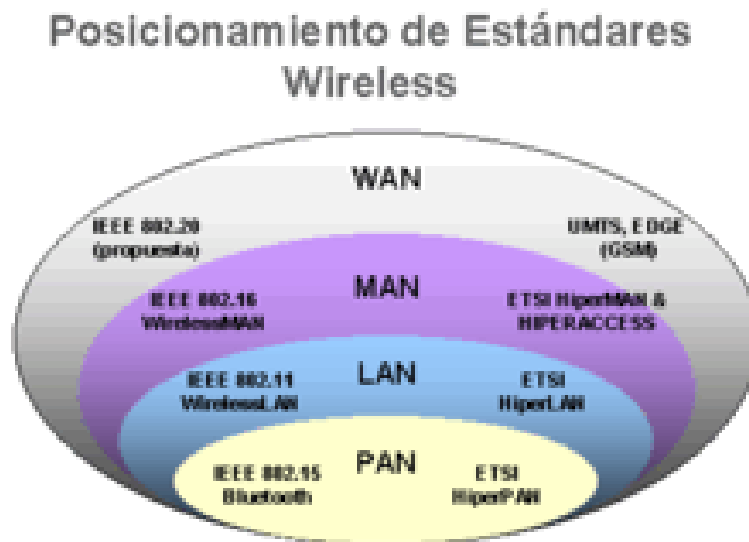 Posicionamiento de Estándares
Wireless
WAN
IEEE 802.20
(propuesta)
UMTS, EDGE
(GSM)
MAN
IEEE 802.16
WirelessMAN
ETSI HiperMAN &
HIPERACCESS
LAN
IEEE 802.11
WirelessLAN
ETSI
HiperLAN
PAN
IEEE 802.15
Bluetooth
ETSI
HiperPAN